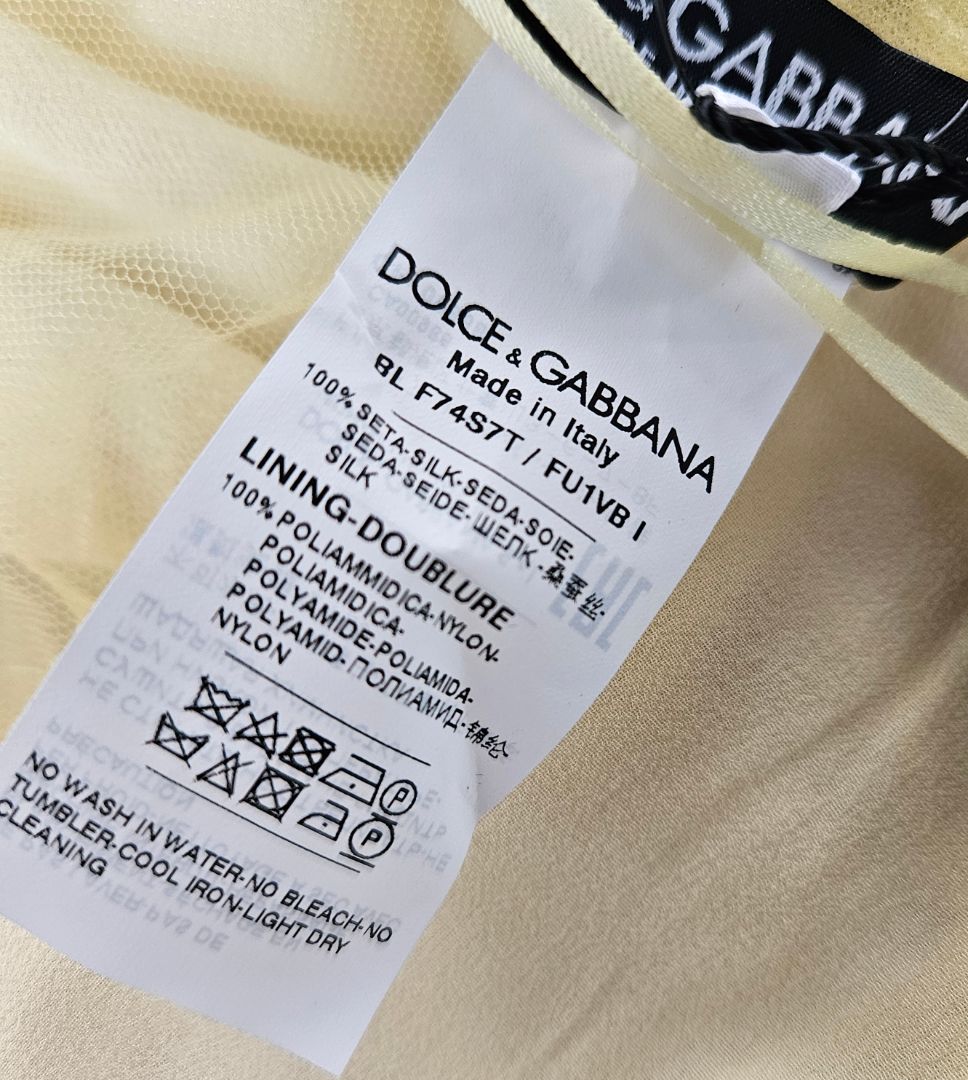 & GABBANA
DOLCE & GABBANA
Made in Italy
BL F74S7T / FU1VB I
100% SETA-SILK-SEDA-SOIE-
SEDA-SEIDE-ШЕЛК-桑蚕丝-
SILK
LINING-DOUBLURE
100% POLIAMMIDICA-NYLON-
POLIAMIDICA-
POLYAMIDE-POLIAMIDA-
POLYAMID-ПОЛИАМИД-锦纶-
NYLON
P
P
NO WASH IN WATER-NO BLEACH-NO
TUMBLER-COOL IRON-LIGHT DRY
CLEANING